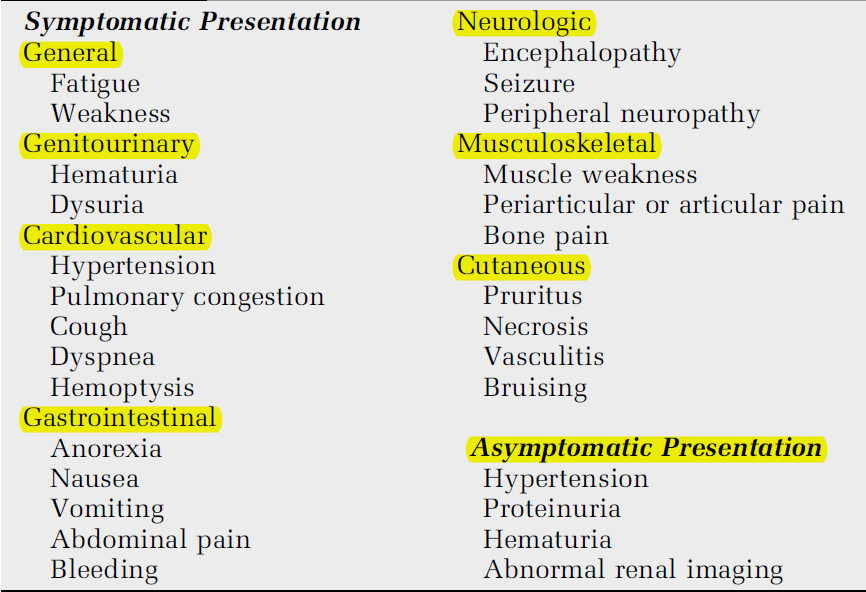 Symptomatic Presentation
General
Fatigue
Weakness
Genitourinary
Hematuria
Dysuria
Cardiovascular
Hypertension
Pulmonary congestion
Cough
Dyspnea
Hemoptysis
Gastrointestinal
Anorexia
Nausea
Vomiting
Abdominal pain
Bleeding
Neurologic
Encephalopathy
Seizure
Peripheral neuropathy
Musculoskeletal
Muscle weakness
Periarticular or articular pain
Bone pain
Cutaneous
Pruritus
Necrosis
Vasculitis
Bruising
Asymptomatic Presentation
Hypertension
Proteinuria
Hematuria
Abnormal renal imaging